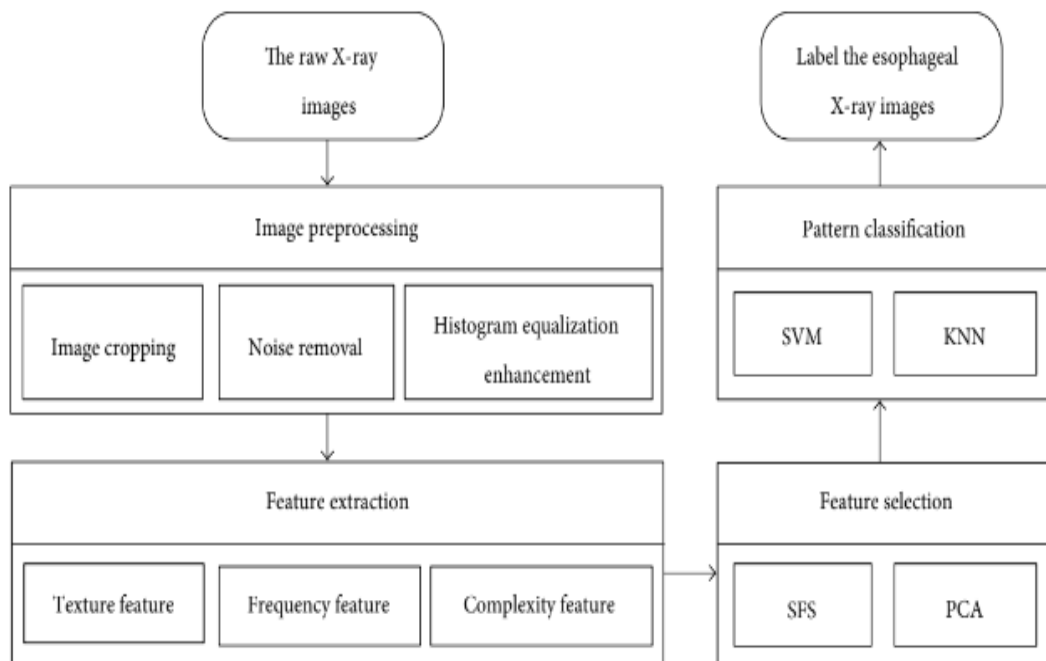 The raw X-ray
images
Image preprocessing
Image cropping
Noise removal
Histogram equalization
enhancement
Feature extraction
Texture feature
Frequency feature
Complexity feature
Feature selection
SFS
PCA
Pattern classification
SVM
KNN
Label the esophageal
X-ray images